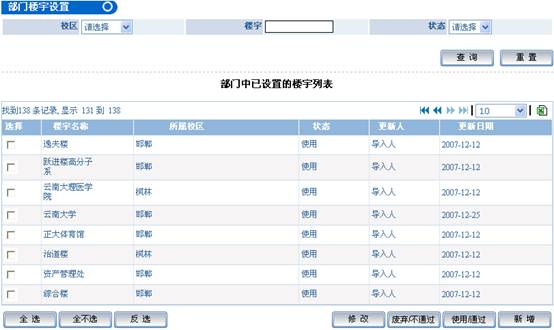 部门楼宇设置
校区 请选择 楼宇 状态 请选择
查 询 重 置
部门中已设置的楼宇列表
找到138 条记录, 显示 131 到 138 10
选择 楼宇名称 所属校区 状态 更新人 更新日期
逸夫楼 邯郸 使用 导入人 2007-12-12
跃进楼高分子系 邯郸 使用 导入人 2007-12-12
云南大理医学院 枫林 使用 导入人 2007-12-12
云南大学 邯郸 使用 导入人 2007-12-25
正大体育馆 邯郸 使用 导入人 2007-12-12
治道楼 枫林 使用 导入人 2007-12-12
资产管理处 邯郸 使用 导入人 2007-12-12
综合楼 邯郸 使用 导入人 2007-12-12
全 选 全不选 反 选 修 改 废弃/不通过 使用/通过 新 增